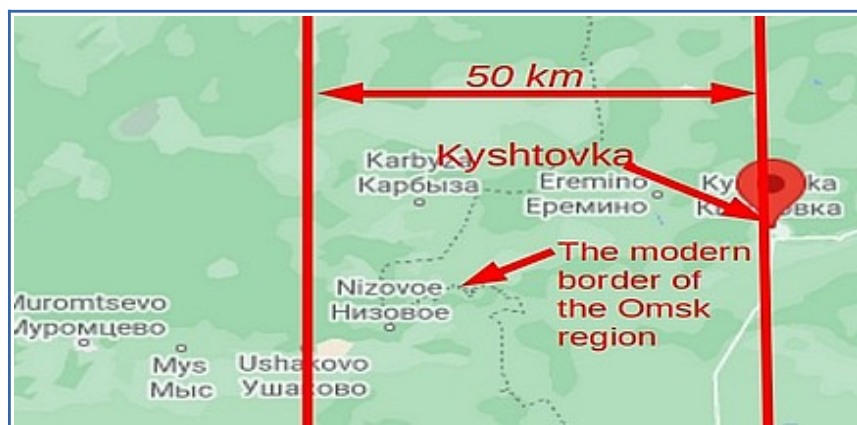 50 km
Kyshtovka
Karbyza
Карбыза
Eremino
Еремино
The modern
border of
the Omsk
region
Nizovoe
Низовое
Muromtsevo
Муромцево
Mys
Мыс
Ushakovo
Ушаково